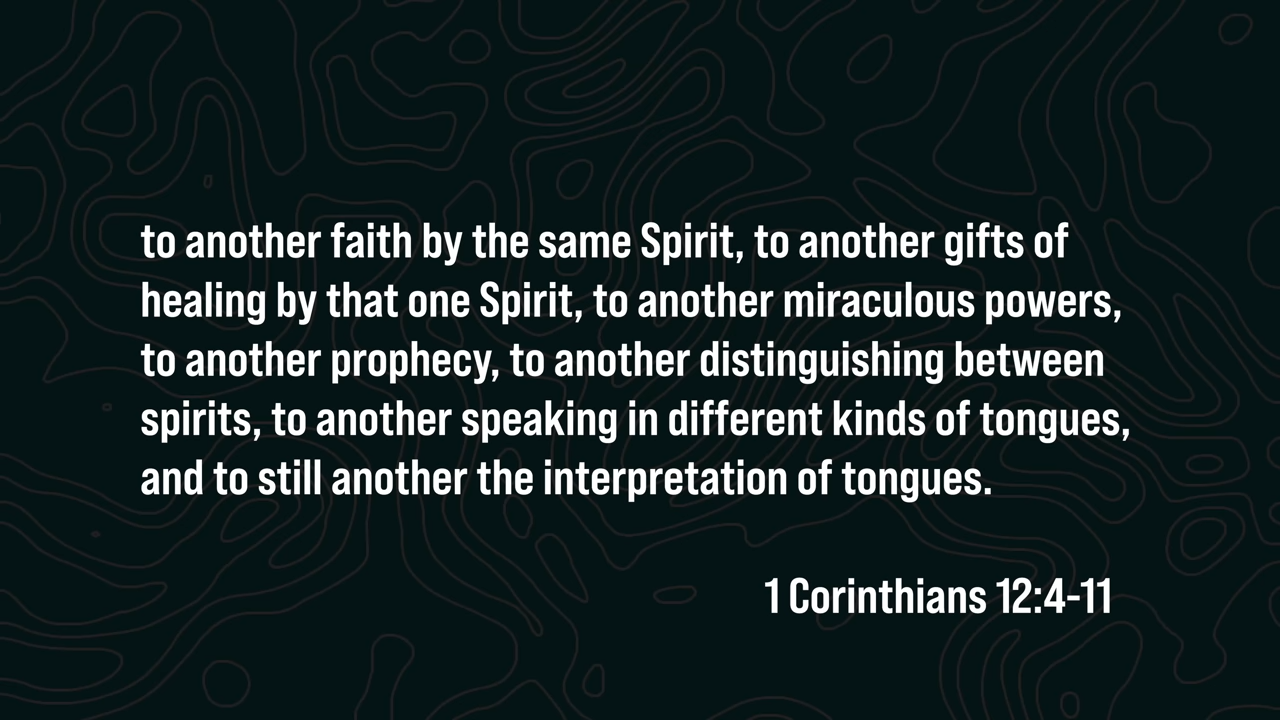 to another faith by the same Spirit, to another gifts of
healing by that one Spirit, to another miraculous powers,
to another prophecy, to another distinguishing between
spirits, to another speaking in different kinds of tongues,
and to still another the interpretation of tongues.
1 Corinthians 12:4-11